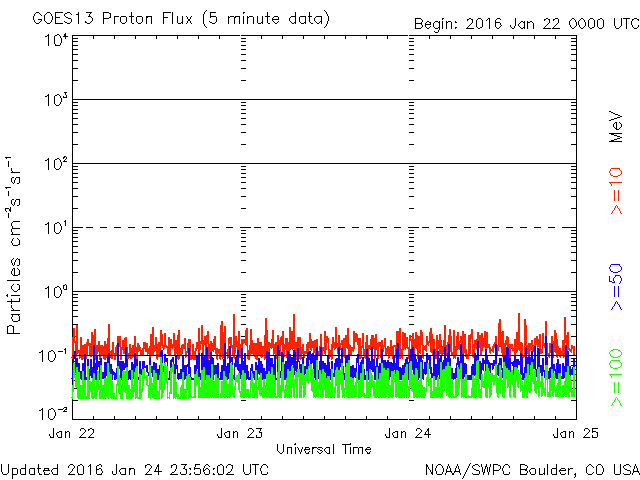 GOES13 Proton Flux (5 minute data)
Begin: 2016 Jan 22 0000 UTC
Particles cm⁻²s⁻¹sr⁻¹
10⁴
10³
10²
10¹
10⁰
10⁻¹
10⁻²
Jan 22
Jan 23
Jan 24
Jan 25
Universal Time
MeV
>=10
>=50
>=100
Updated 2016 Jan 24 23:56:02 UTC
NOAA/SWPC Boulder, CO USA